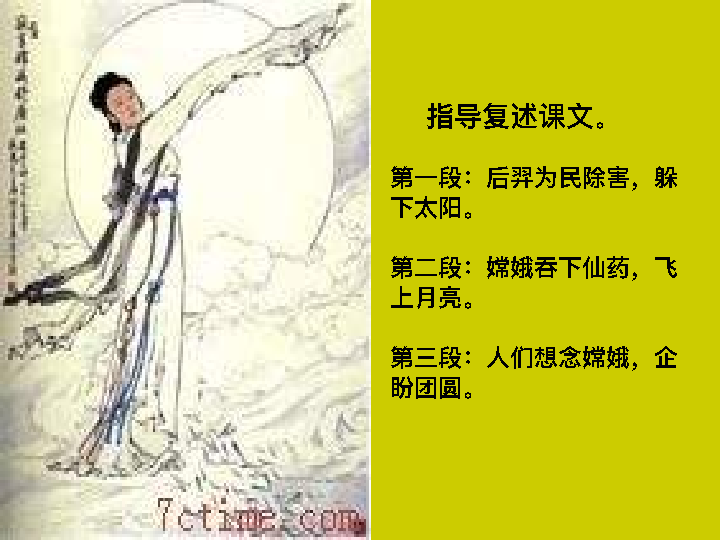 指导复述课文。
第一段：后羿为民除害，躲
下太阳。
第二段：嫦娥吞下仙药，飞
上月亮。
第三段：人们想念嫦娥，企
盼团圆。
7ctime.com